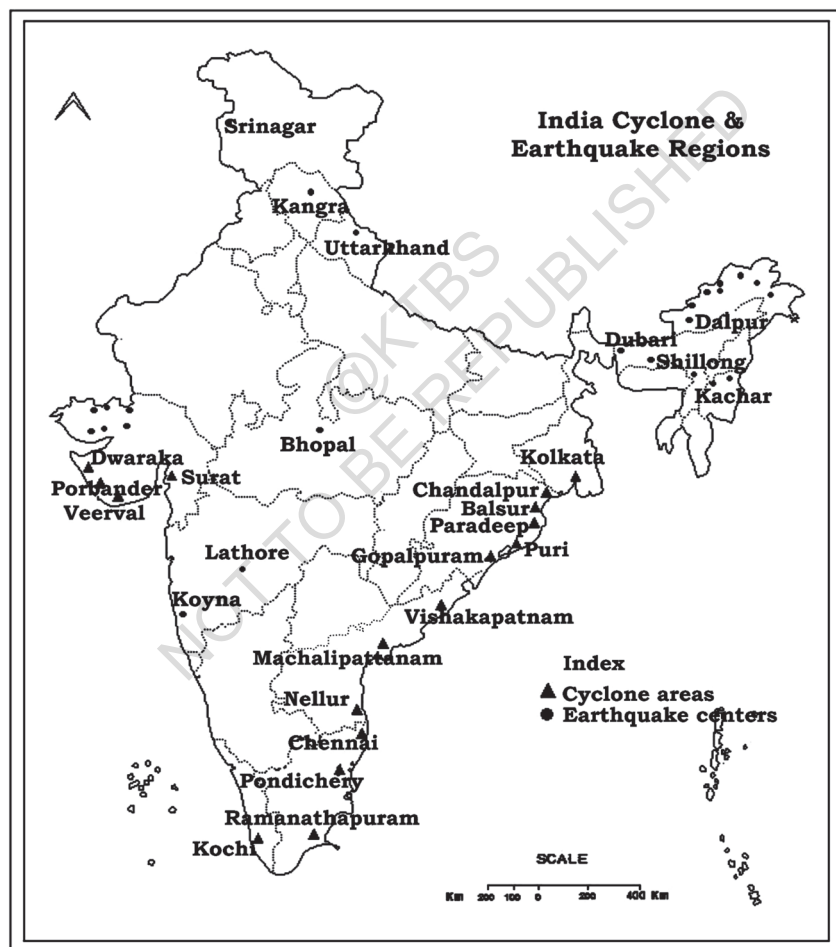 Srinagar
India Cyclone &
Earthquake Regions
Kangra
Uttarkhand
@KTBS
NOT TO BE REPUBLISHED
Dalpur
Dubari
Shillong
Kachar
Bhopal
Dwaraka
Surat
Kolkata
Porbander
Veerval
Chandalpur
Balsur
Paradeep
Lathore
Gopalpuram
Puri
Koyna
Vishakapatnam
Machalipattanam
Index
Cyclone areas
Nellur
Earthquake centers
Chennai
Pondichery
Ramanathapuram
Kochi
SCALE
Km 200 100 0 200 400 Km